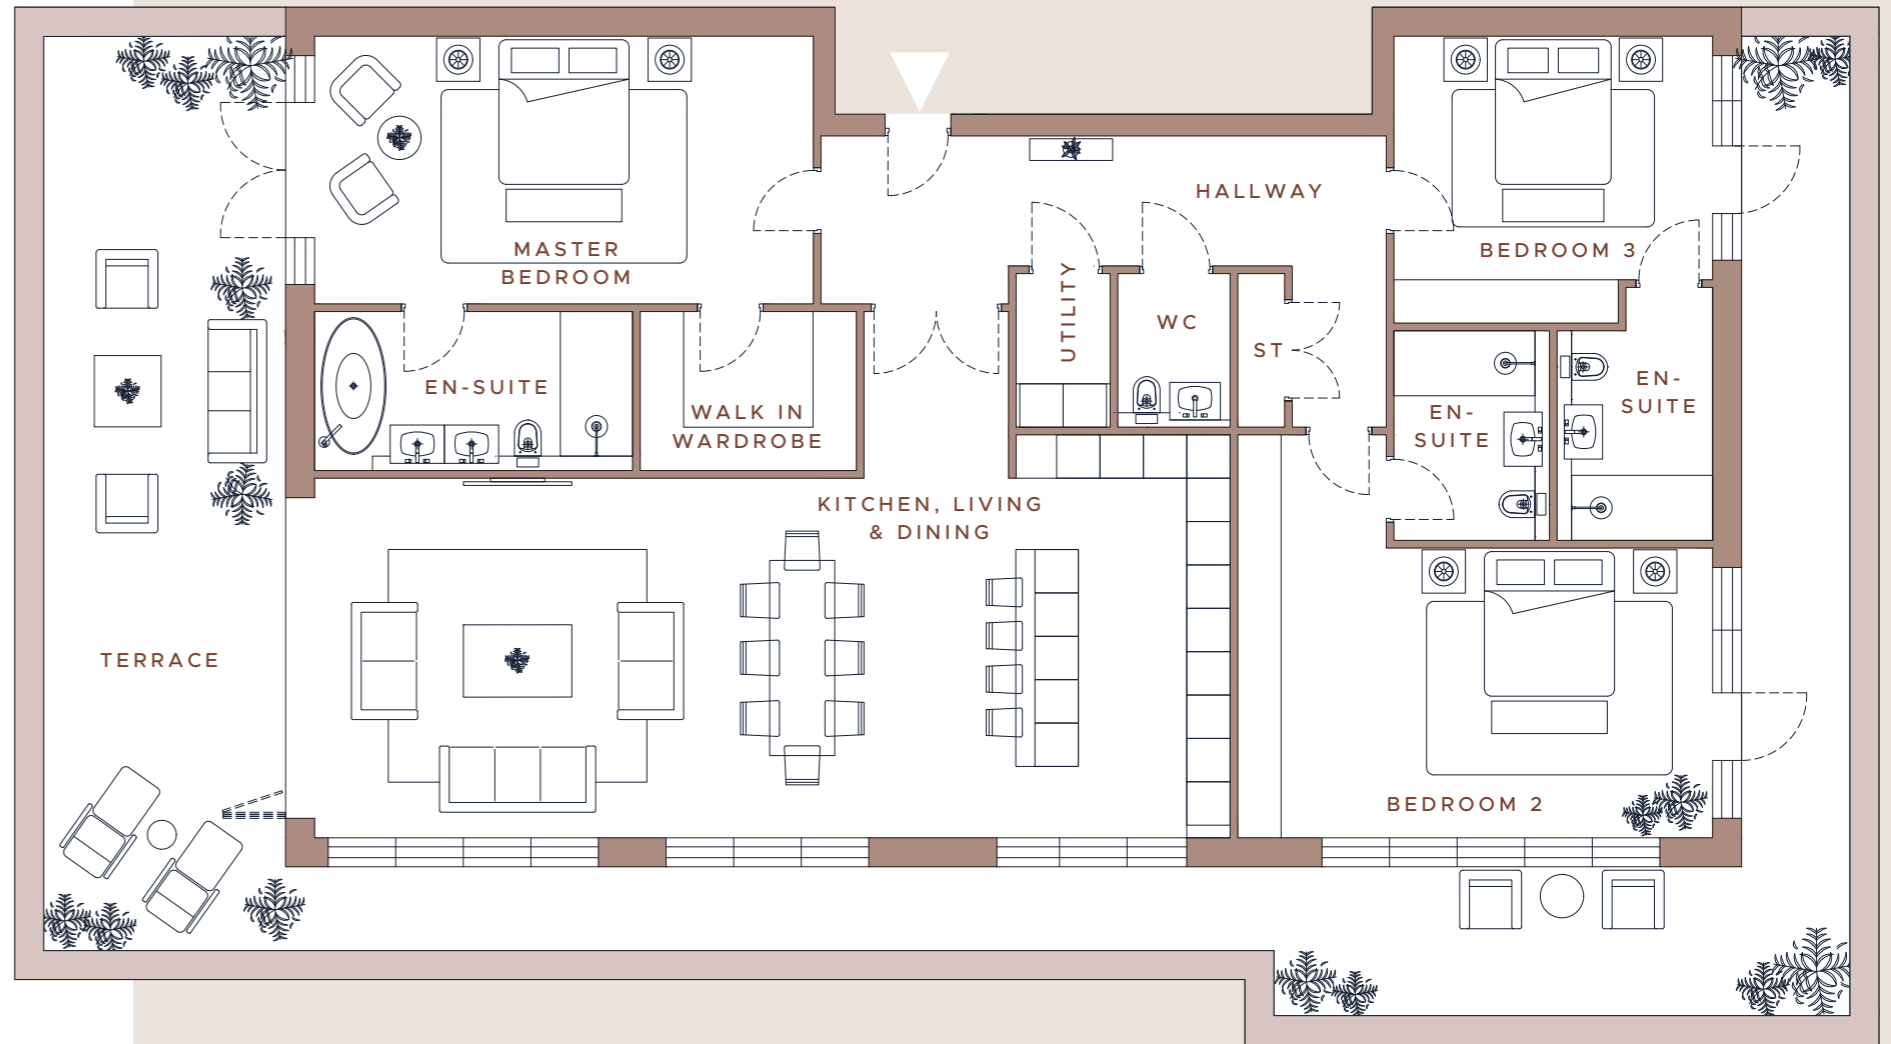 HALLWAY
MASTER
BEDROOM
BEDROOM 3
UTILITY
WC
ST
EN-SUITE
WALK IN
WARDROBE
EN-
SUITE
EN-
SUITE
KITCHEN, LIVING
& DINING
TERRACE
BEDROOM 2